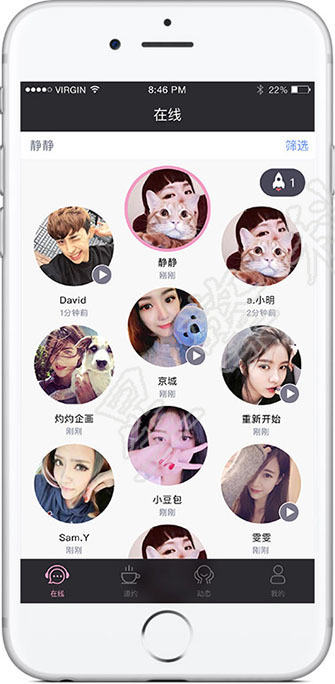 VIRGIN
8:46 PM
22%
在线
静静
筛选
1
静静
刚刚
David
1分钟前
a.小明
2分钟前
京城
刚刚
灼灼企画
刚刚
重新开始
刚刚
小豆包
刚刚
Sam.Y
刚刚
雯雯
刚刚
在线
邀约
动态
我的